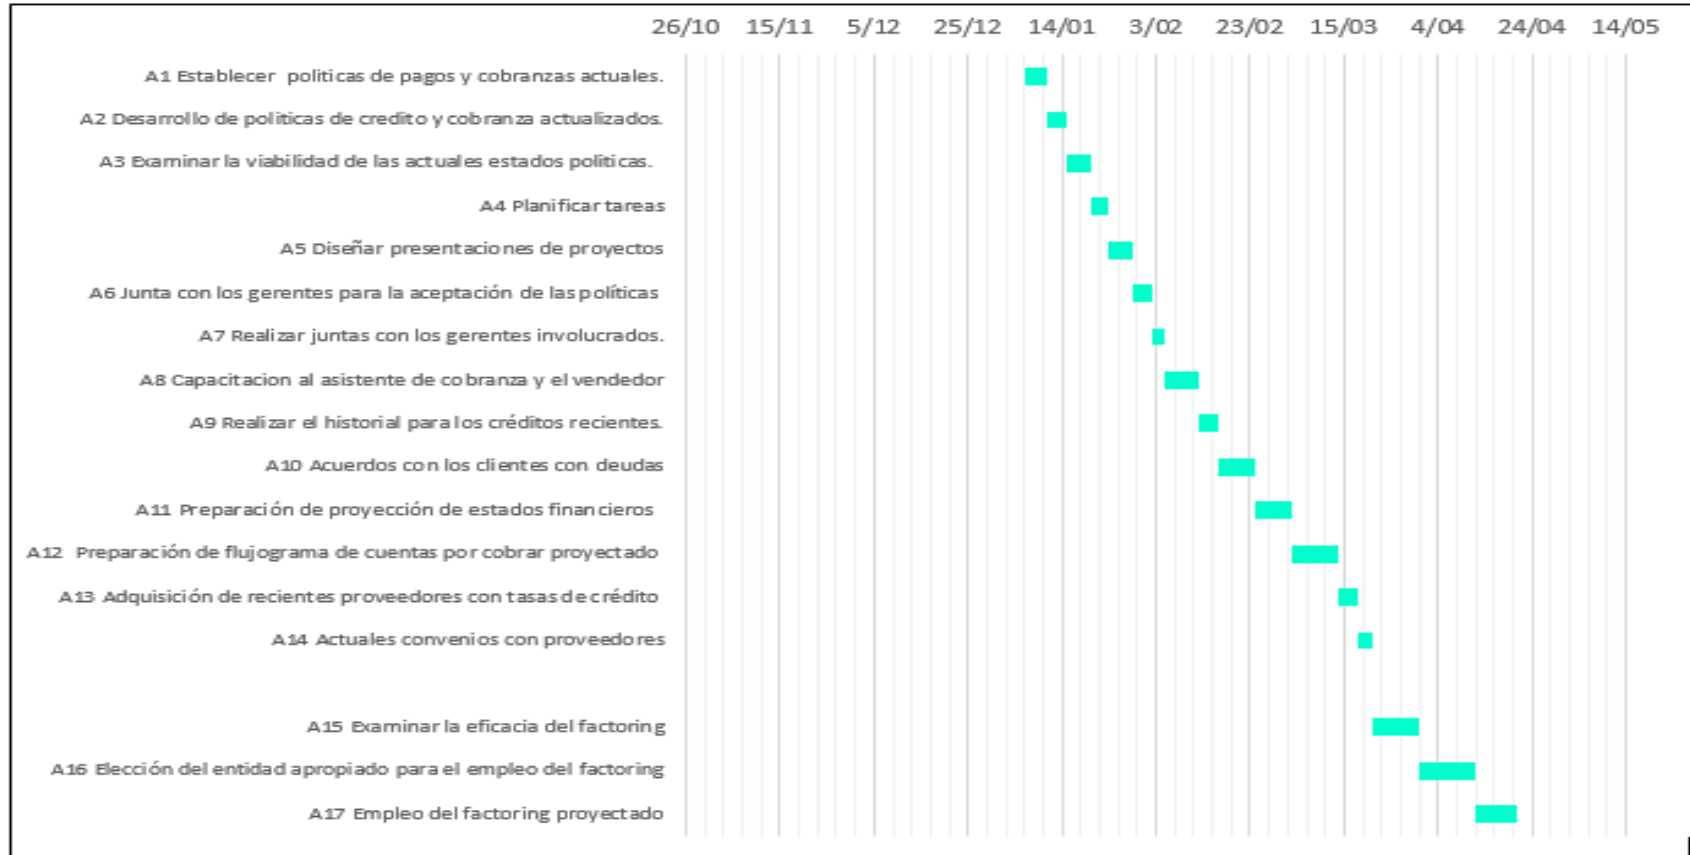 26/10 15/11 5/12 25/12 14/01 3/02 23/02 15/03 4/04 24/04 14/05
A1 Establecer politicas de pagos y cobranzas actuales.
A2 Desarrollo de politicas de credito y cobranza actualizados.
A3 Examinar la viabilidad de las actuales estados politicas.
A4 Planificar tareas
A5 Diseñar presentaciones de proyectos
A6 Junta con los gerentes para la aceptación de las políticas
A7 Realizar juntas con los gerentes involucrados.
A8 Capacitacion al asistente de cobranza y el vendedor
A9 Realizar el historial para los créditos recientes.
A10 Acuerdos con los clientes con deudas
A11 Preparación de proyección de estados financieros
A12 Preparación de flujograma de cuentas por cobrar proyectado
A13 Adquisición de recientes proveedores con tasas de crédito
A14 Actuales convenios con proveedores
A15 Examinar la eficacia del factoring
A16 Elección del entidad apropiado para el empleo del factoring
A17 Empleo del factoring proyectado